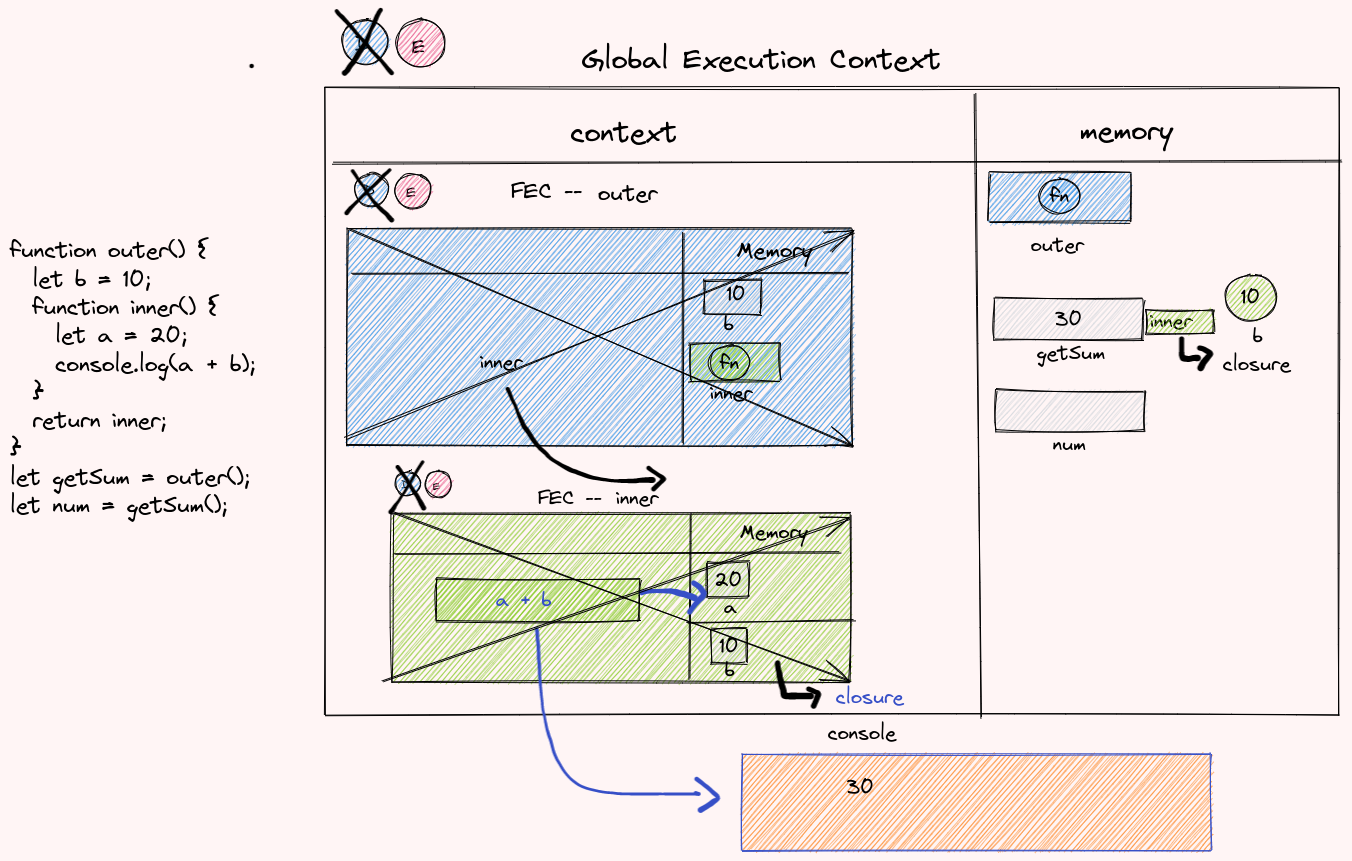 E
Global Execution Context
context
memory
E
FEC -- outer
fn
outer
Memory
10
b
fn
inner
inner
30
inner
10
b
getSum
closure
num
function outer() {
let b = 10;
function inner() {
let a = 20;
console.log(a + b);
}
return inner;
}
let getSum = outer();
let num = getSum();
E
FEC -- inner
Memory
a + b
20
a
10
b
closure
console
30